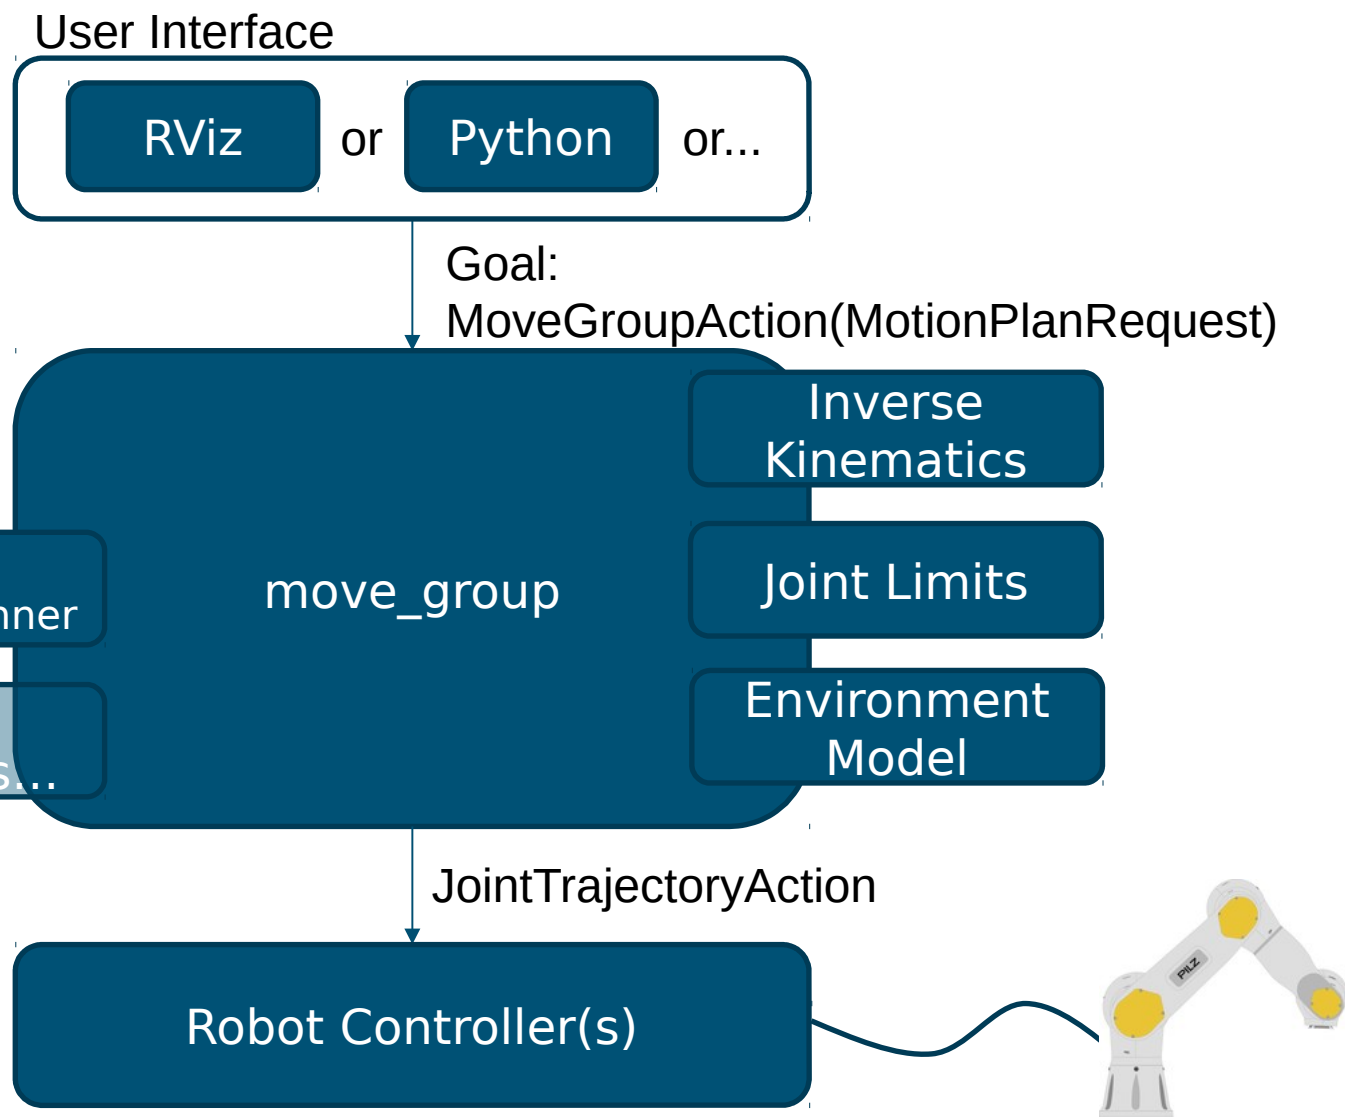 User Interface
RViz or Python or...
Goal:
MoveGroupAction(MotionPlanRequest)
Inverse
Kinematics
move_group
Joint Limits
Environment
Model
JointTrajectoryAction
Robot Controller(s)
PILZ